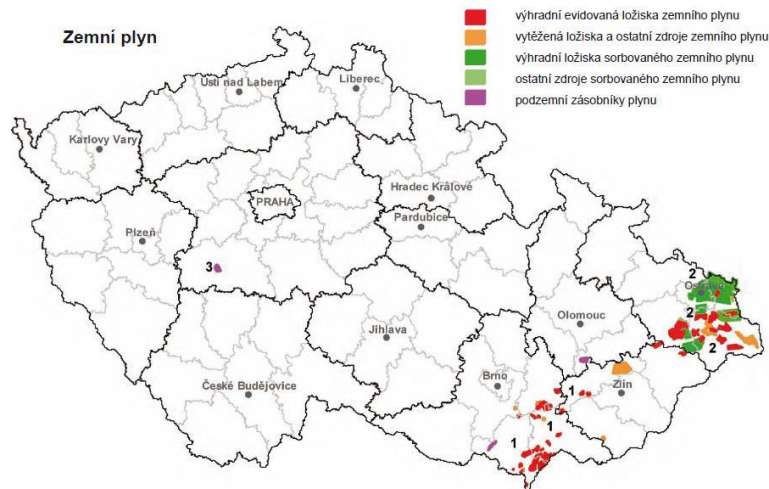 Zemní plyn
výhradní evidovaná ložiska zemního plynu
vytěžená ložiska a ostatní zdroje zemního plynu
výhradní ložiska sorbovaného zemního plynu
ostatní zdroje sorbovaného zemního plynu
podzemní zásobníky plynu
Ústí nad Labem
Liberec
Karlovy Vary
Hradec Králové
PRAHA
Pardubice
Plzeň
3
2
Ostrava
2
Olomouc
Jihlava
2
Brno
1
Zlín
České Budějovice
1
1